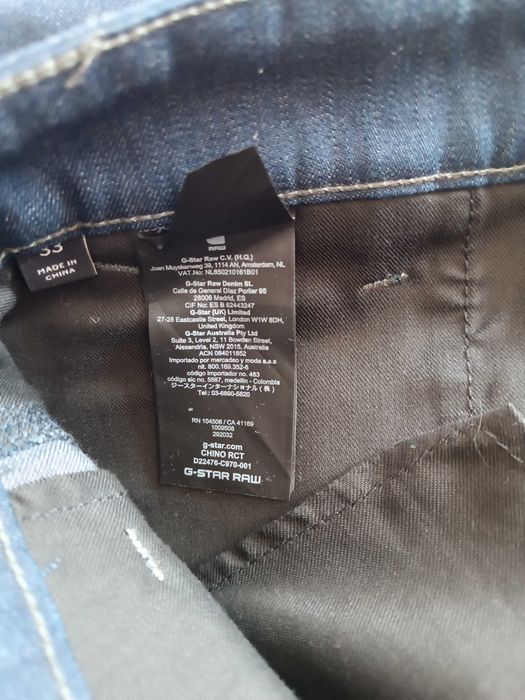 33
MADE IN
CHINA
RAW
G-Star Raw C.V. (H.Q.)
Joan Muyskenweg 39, 1114 AN, Amsterdam, NL
VAT.No: NL850210161B01
G-Star Raw Denim SL
Calle de General Diaz Porlier 95
28006 Madrid, ES
CIF No: ES B 62443247
G-Star (UK) Limited
27-28 Eastcastle Street, London W1W 8DH,
United Kingdom
G-Star Australia Pty Ltd
Suite 3, Level 2, 11 Bowden Street,
Alexandria, NSW 2015, Australia
ACN 084011652
Importado por mercadeo y moda s.a.s
nit. 800.169.352-6
código importador no. 483
código sic no. 5887, medellin - Colombia
ジースターインターナショナル(株)
Tel: 03-6890-5620
RN 104506 / CA 41169
1009508
292032
g-star.com
CHINO RCT
D22476-C970-001
G-STAR RAW